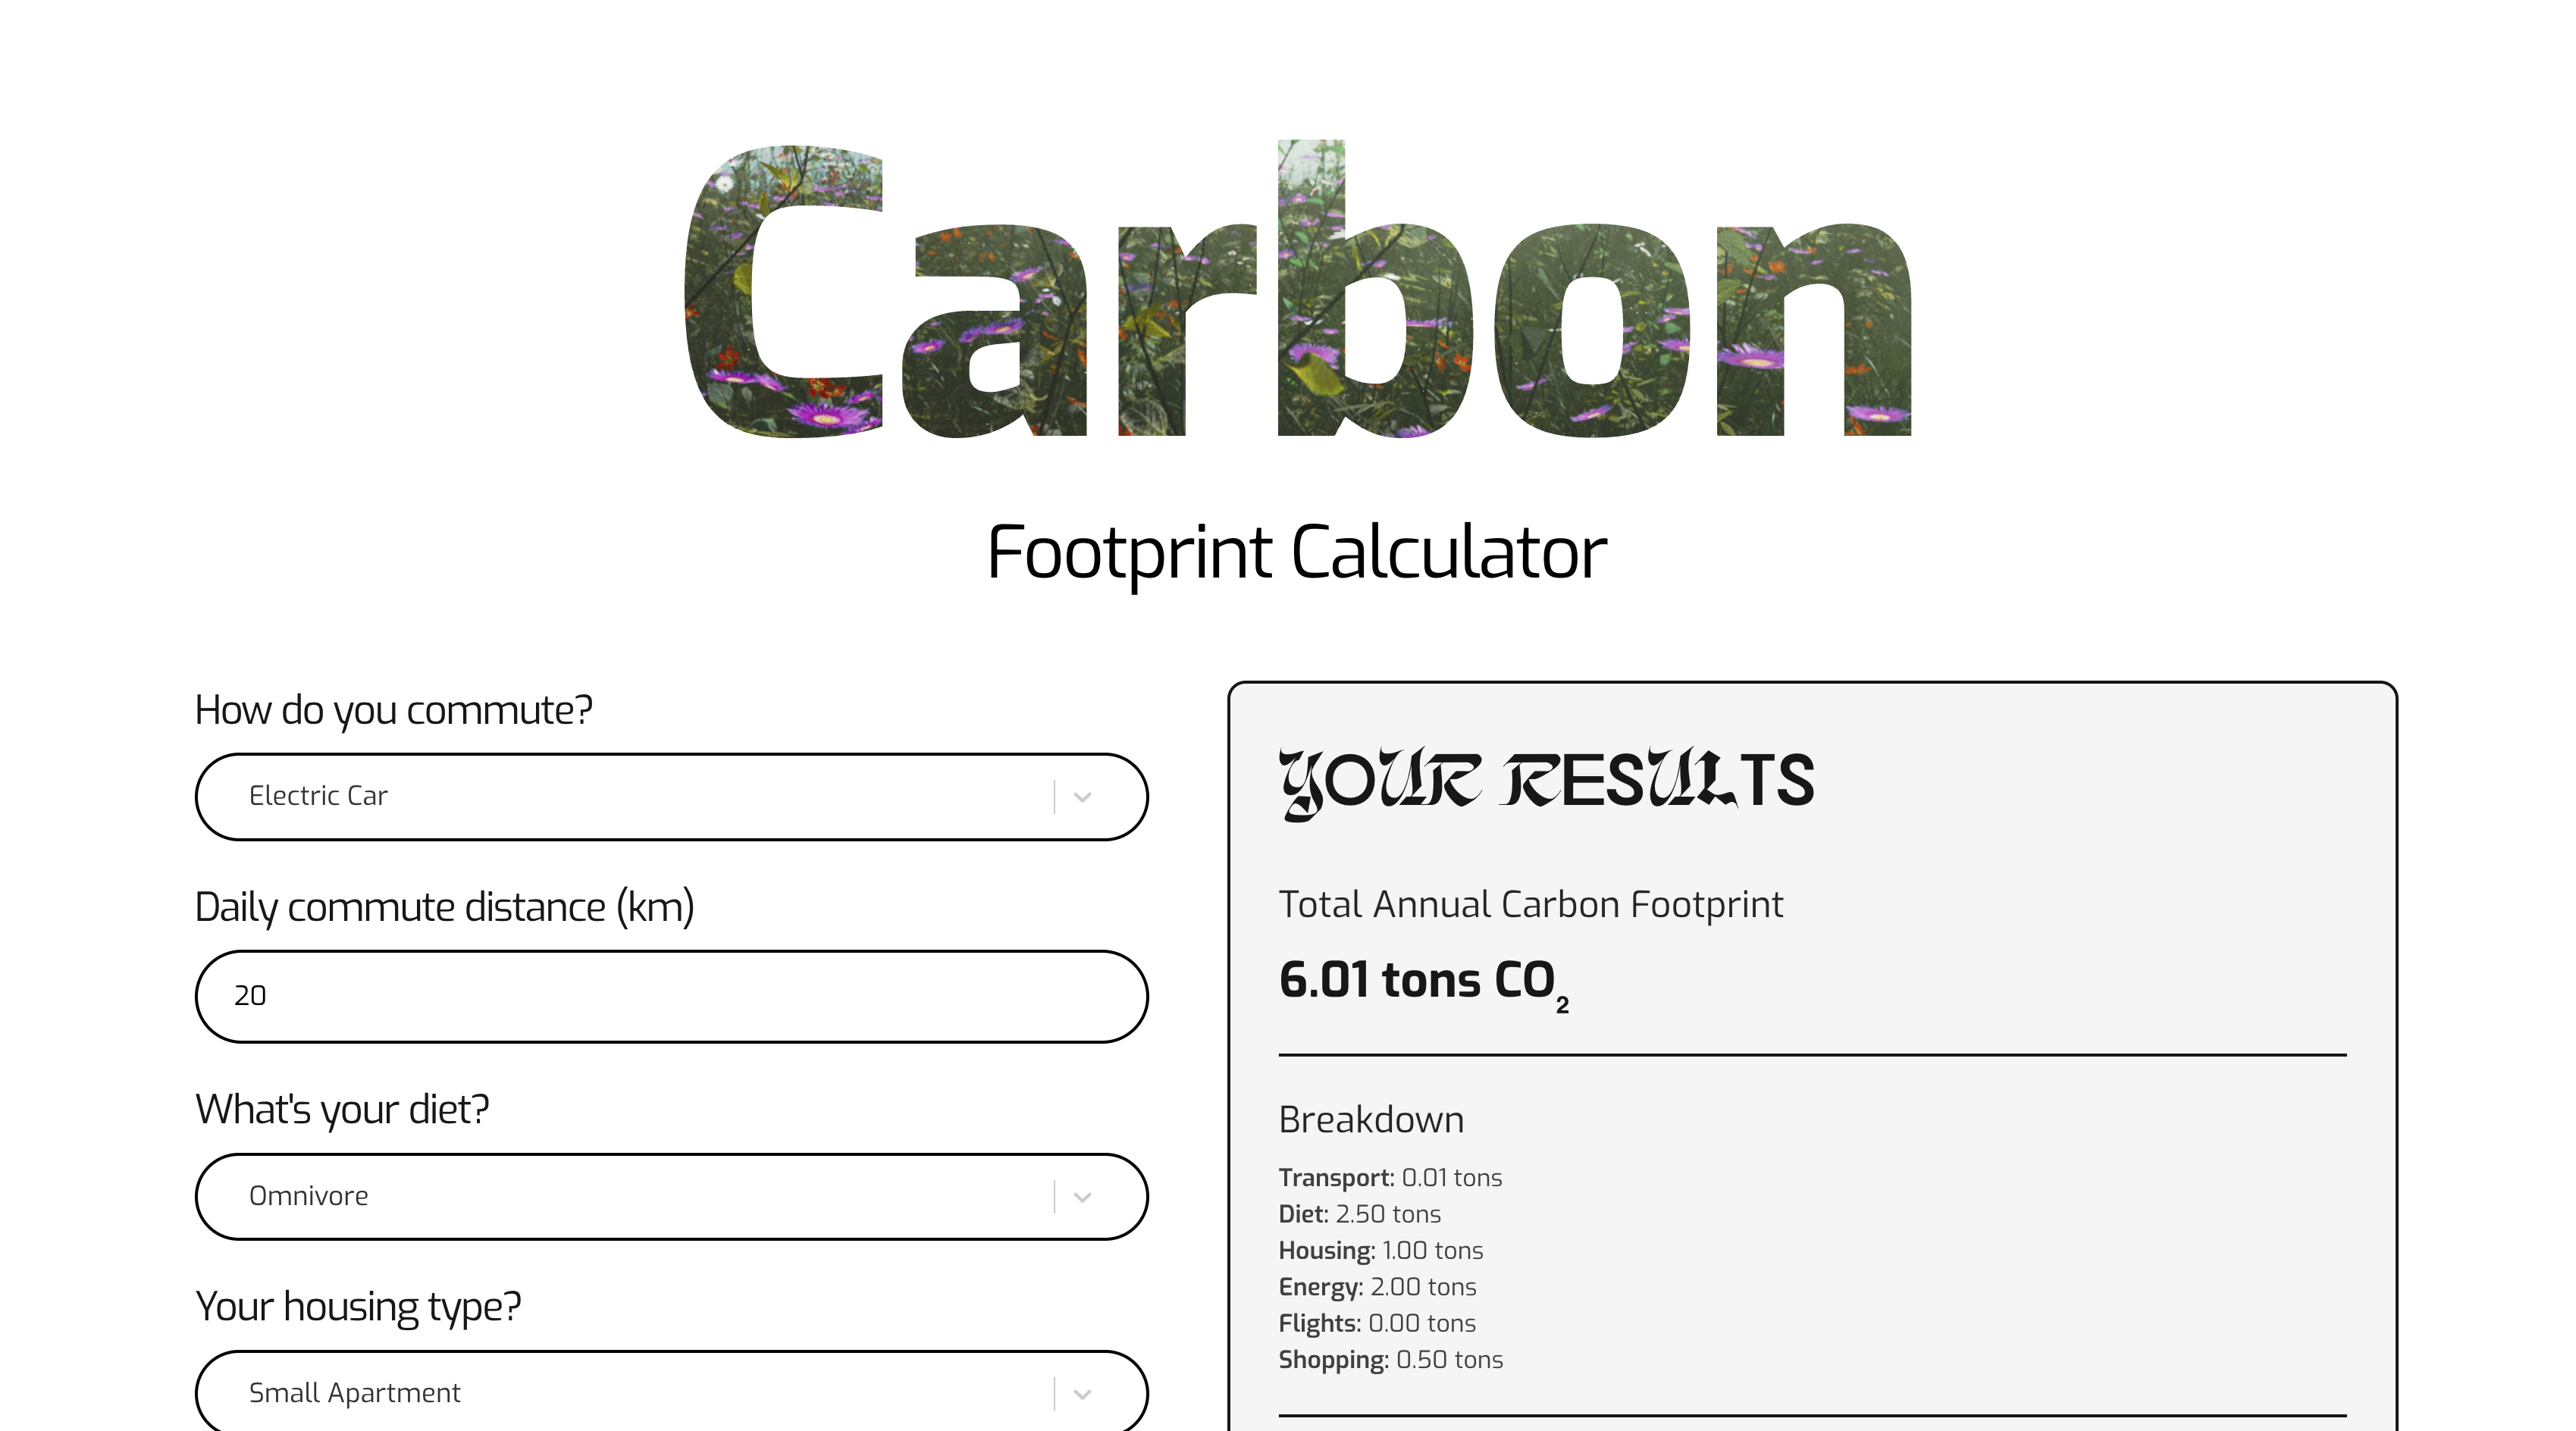 Carbon
Footprint Calculator
How do you commute?
Electric Car
Daily commute distance (km)
20
What's your diet?
Omnivore
Your housing type?
Small Apartment
YOUR RESULTS
Total Annual Carbon Footprint
6.01 tons CO₂
Breakdown
Transport: 0.01 tons
Diet: 2.50 tons
Housing: 1.00 tons
Energy: 2.00 tons
Flights: 0.00 tons
Shopping: 0.50 tons